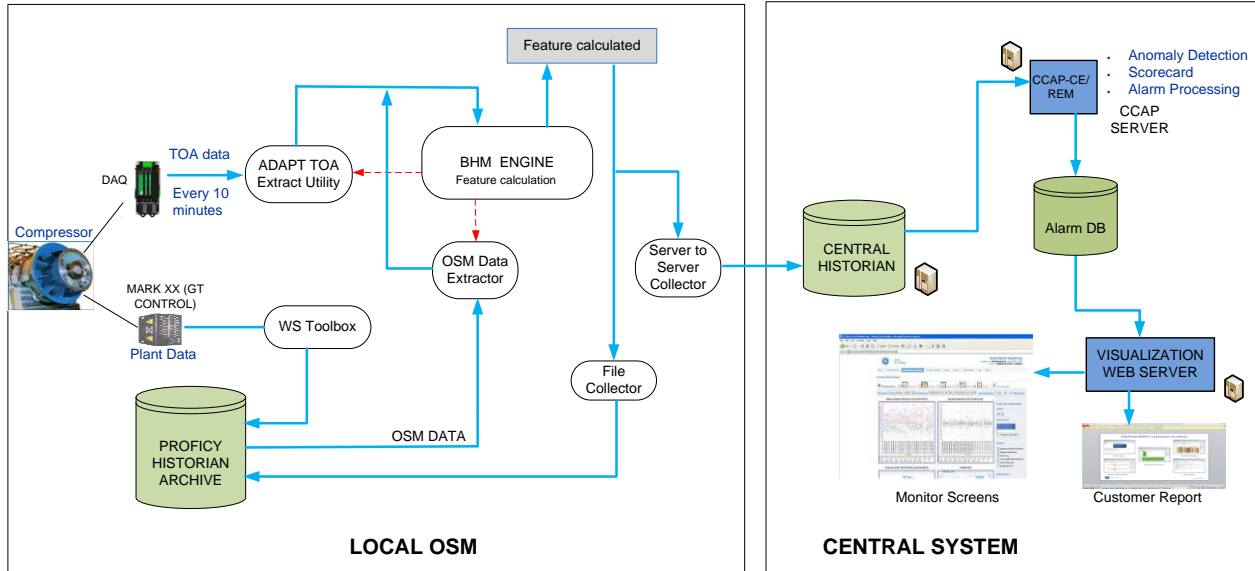 Feature calculated
TOA data
Every 10
minutes
DAQ
ADAPT TOA
Extract Utility
BHM ENGINE
Feature calculation
Compressor
OSM Data
Extractor
Server to
Server
Collector
MARK XX (GT
CONTROL)
Plant Data
WS Toolbox
File
Collector
PROFICY
HISTORIAN
ARCHIVE
OSM DATA
LOCAL OSM
CCAP-CE/
REM
• Anomaly Detection
• Scorecard
• Alarm Processing
CCAP
SERVER
CENTRAL
HISTORIAN
Alarm DB
VISUALIZATION
WEB SERVER
Monitor Screens
Customer Report
CENTRAL SYSTEM